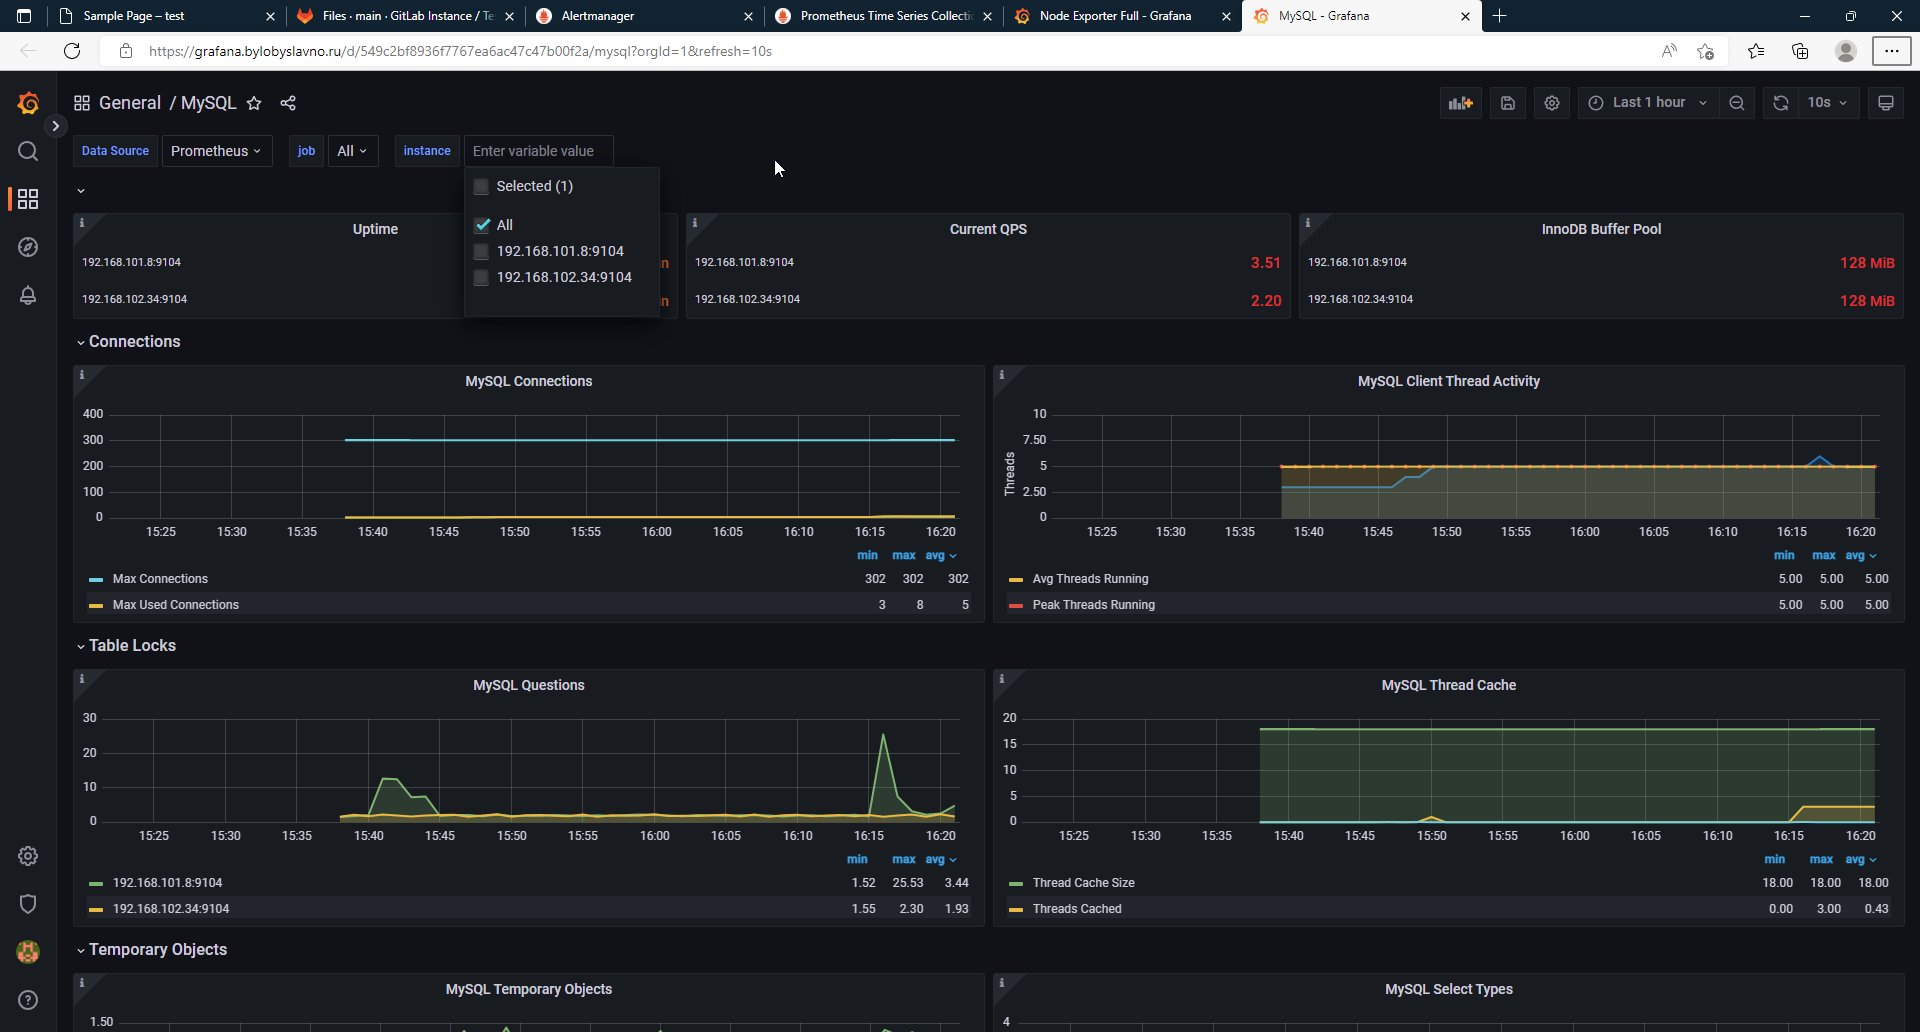 Sample Page – test
Files · main · GitLab Instance / Te
Alertmanager
Prometheus Time Series Collectio
Node Exporter Full - Grafana
MySQL - Grafana
https://grafana.bylobyslavno.ru/d/549c2bf8936f7767ea6ac47c47b00f2a/mysql?orgId=1&refresh=10s
General / MySQL
Last 1 hour
10s
Data Source Prometheus job All instance Enter variable value
Selected (1)
All
192.168.101.8:9104
192.168.102.34:9104
Uptime
192.168.101.8:9104 in
192.168.102.34:9104 in
Current QPS
192.168.101.8:9104 3.51
192.168.102.34:9104 2.20
InnoDB Buffer Pool
192.168.101.8:9104 128 MiB
192.168.102.34:9104 128 MiB
Connections
MySQL Connections
400
300
200
100
0
15:25 15:30 15:35 15:40 15:45 15:50 15:55 16:00 16:05 16:10 16:15 16:20
min max avg
Max Connections 302 302 302
Max Used Connections 3 8 5
MySQL Client Thread Activity
Threads
10
7.50
5
2.50
0
15:25 15:30 15:35 15:40 15:45 15:50 15:55 16:00 16:05 16:10 16:15 16:20
min max avg
Avg Threads Running 5.00 5.00 5.00
Peak Threads Running 5.00 5.00 5.00
Table Locks
MySQL Questions
30
20
10
0
15:25 15:30 15:35 15:40 15:45 15:50 15:55 16:00 16:05 16:10 16:15 16:20
min max avg
192.168.101.8:9104 1.52 25.53 3.44
192.168.102.34:9104 1.55 2.30 1.93
MySQL Thread Cache
20
15
10
5
0
15:25 15:30 15:35 15:40 15:45 15:50 15:55 16:00 16:05 16:10 16:15 16:20
min max avg
Thread Cache Size 18.00 18.00 18.00
Threads Cached 0.00 3.00 0.43
Temporary Objects
MySQL Temporary Objects
1.50
MySQL Select Types
4